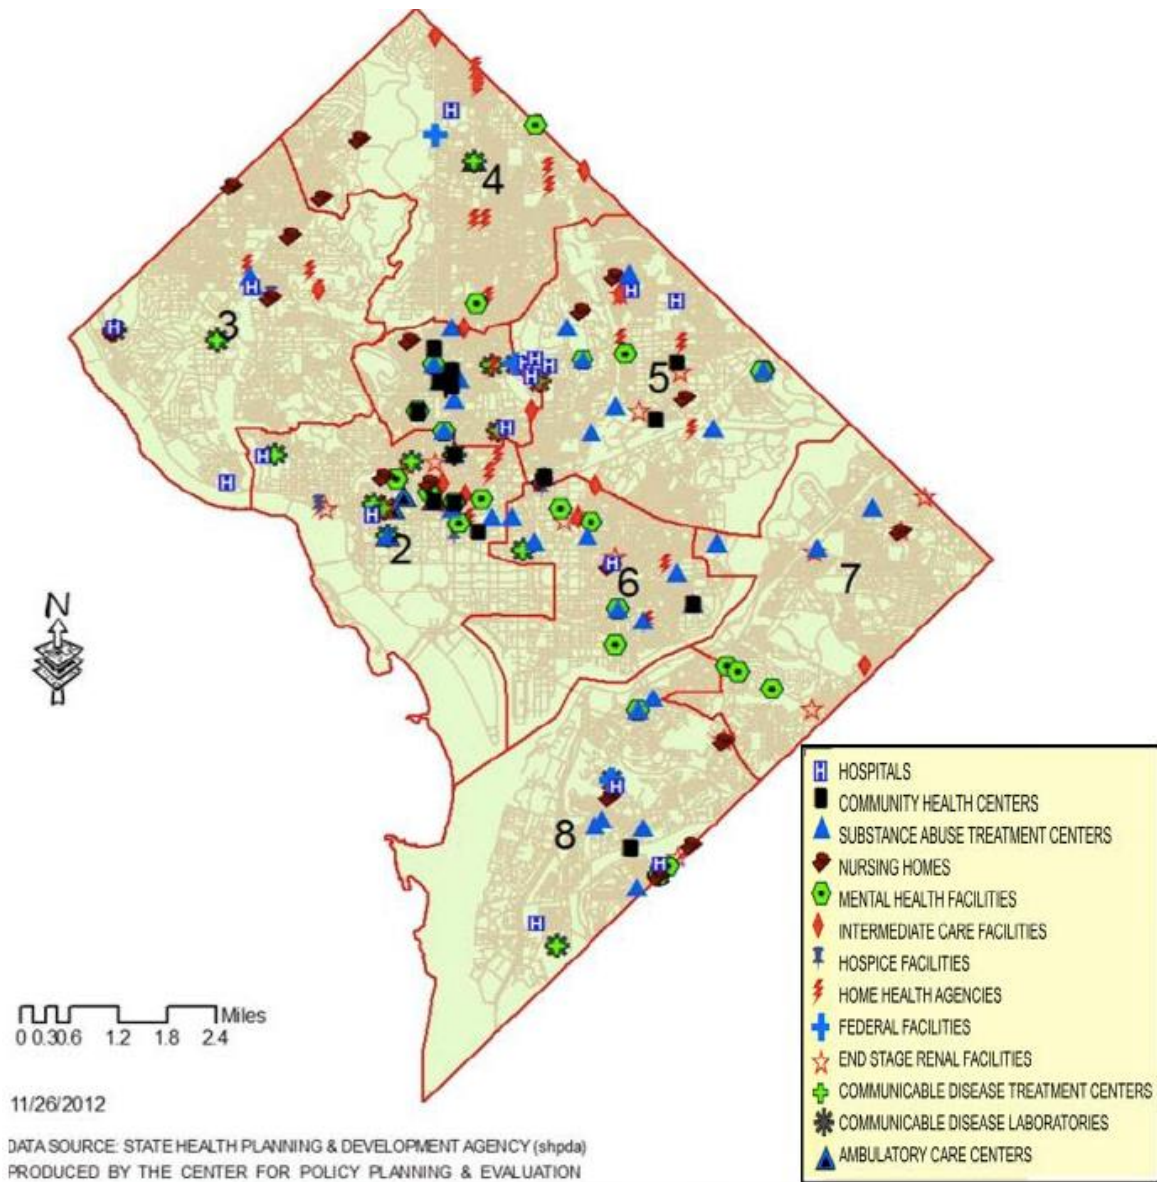 4
3
5
2
6
7
N
8
HOSPITALS
COMMUNITY HEALTH CENTERS
SUBSTANCE ABUSE TREATMENT CENTERS
NURSING HOMES
MENTAL HEALTH FACILITIES
INTERMEDIATE CARE FACILITIES
HOSPICE FACILITIES
HOME HEALTH AGENCIES
FEDERAL FACILITIES
END STAGE RENAL FACILITIES
COMMUNICABLE DISEASE TREATMENT CENTERS
COMMUNICABLE DISEASE LABORATORIES
AMBULATORY CARE CENTERS
Miles
0 0.30.6 1.2 1.8 2.4
11/26/2012
DATA SOURCE: STATE HEALTH PLANNING & DEVELOPMENT AGENCY (shpda)
PRODUCED BY THE CENTER FOR POLICY PLANNING & EVALUATION